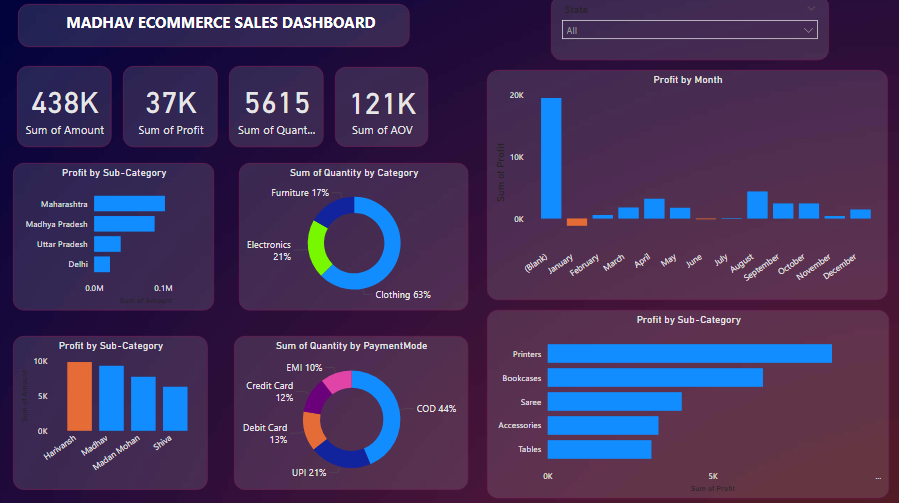 MADHAV ECOMMERCE SALES DASHBOARD
State
All
438K
Sum of Amount
37K
Sum of Profit
5615
Sum of Quant...
121K
Sum of AOV
Profit by Sub-Category
Maharashtra
Madhya Pradesh
Uttar Pradesh
Delhi
0.0M 0.1M
Sum of Amount
Sum of Quantity by Category
Furniture 17%
Electronics
21%
Clothing 63%
Profit by Month
Sum of Profit
20K
10K
0K
(Blank) January February March April May June July August September October November December
Profit by Sub-Category
10K
5K
0K
Harivansh Madhav Madan Mohan Shiva
Sum of Quantity by PaymentMode
EMI 10%
Credit Card
12%
Debit Card
13%
UPI 21%
COD 44%
Profit by Sub-Category
Printers
Bookcases
Saree
Accessories
Tables
0K 5K ...
Sum of Profit